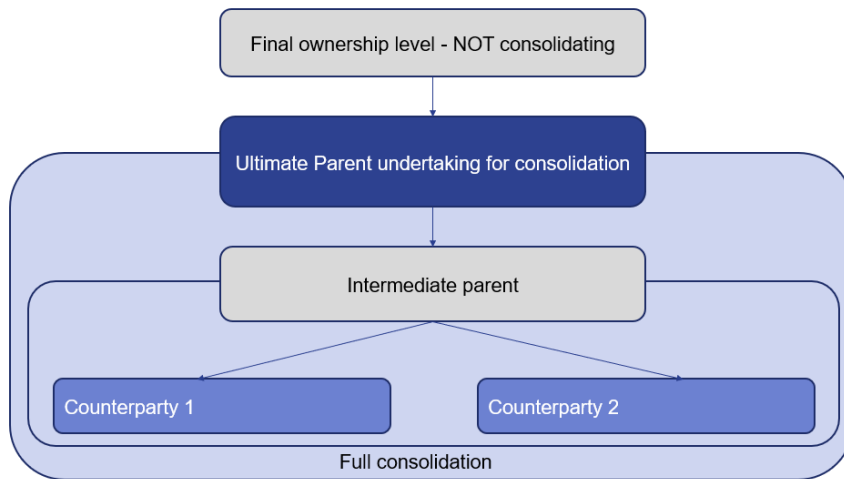 Final ownership level - NOT consolidating
Ultimate Parent undertaking for consolidation
Intermediate parent
Counterparty 1
Counterparty 2
Full consolidation